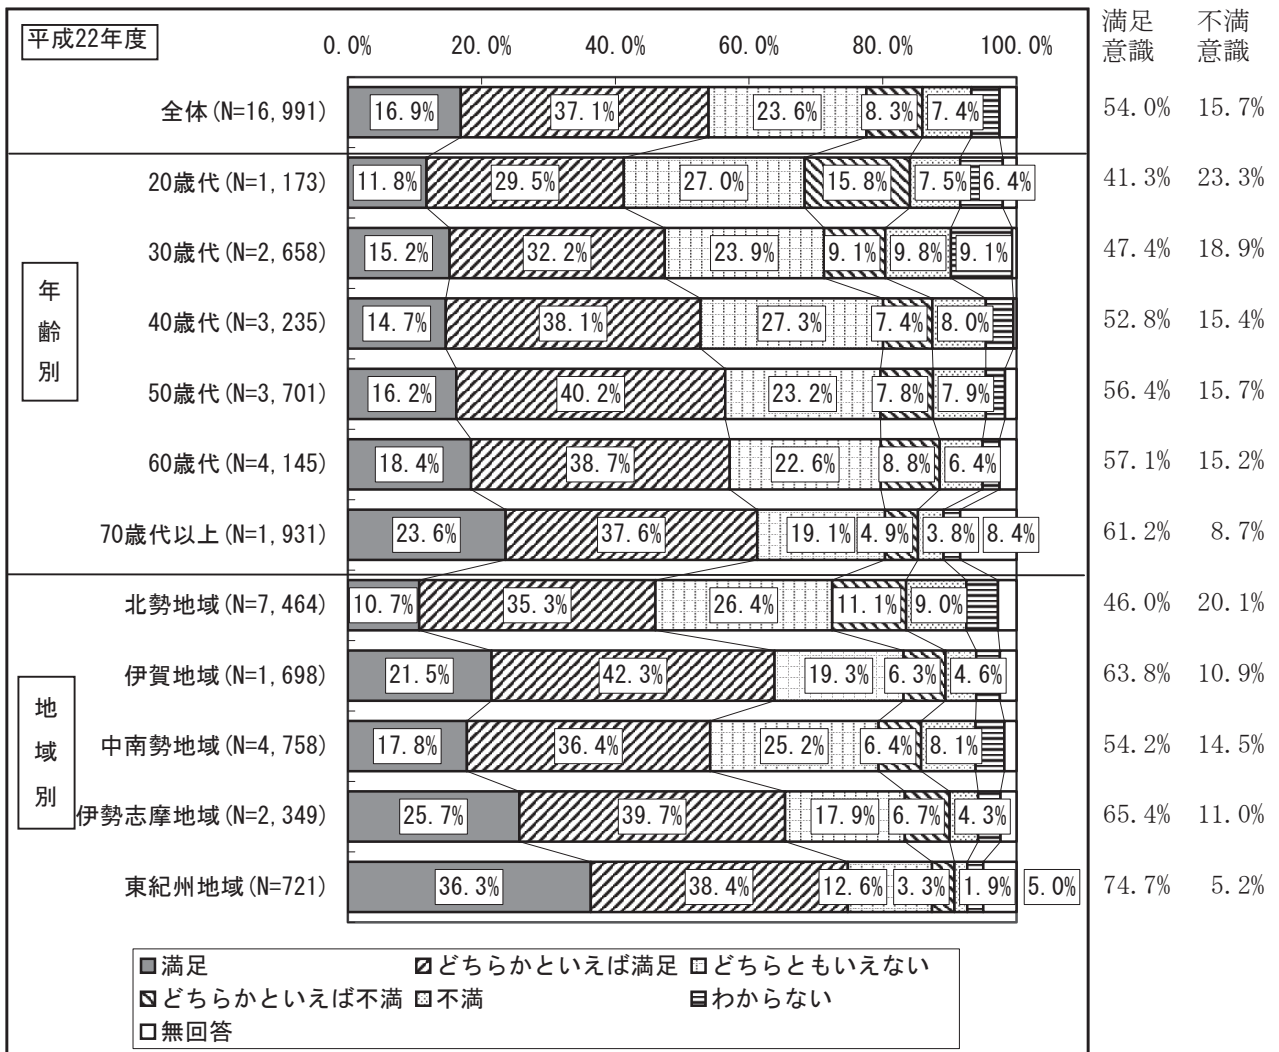 平成22年度
0.0% 20.0% 40.0% 60.0% 80.0% 100.0%
満足意識 不満意識
全体(N=16,991) 16.9% 37.1% 23.6% 8.3% 7.4% 54.0% 15.7%
年齢別
20歳代(N=1,173) 11.8% 29.5% 27.0% 15.8% 7.5% 6.4% 41.3% 23.3%
30歳代(N=2,658) 15.2% 32.2% 23.9% 9.1% 9.8% 9.1% 47.4% 18.9%
40歳代(N=3,235) 14.7% 38.1% 27.3% 7.4% 8.0% 52.8% 15.4%
50歳代(N=3,701) 16.2% 40.2% 23.2% 7.8% 7.9% 56.4% 15.7%
60歳代(N=4,145) 18.4% 38.7% 22.6% 8.8% 6.4% 57.1% 15.2%
70歳代以上(N=1,931) 23.6% 37.6% 19.1% 4.9% 3.8% 8.4% 61.2% 8.7%
地域別
北勢地域(N=7,464) 10.7% 35.3% 26.4% 11.1% 9.0% 46.0% 20.1%
伊賀地域(N=1,698) 21.5% 42.3% 19.3% 6.3% 4.6% 63.8% 10.9%
中南勢地域(N=4,758) 17.8% 36.4% 25.2% 6.4% 8.1% 54.2% 14.5%
伊勢志摩地域(N=2,349) 25.7% 39.7% 17.9% 6.7% 4.3% 65.4% 11.0%
東紀州地域(N=721) 36.3% 38.4% 12.6% 3.3% 1.9% 5.0% 74.7% 5.2%
満足 どちらかといえば満足 どちらともいえない
どちらかといえば不満 不満 わからない
無回答